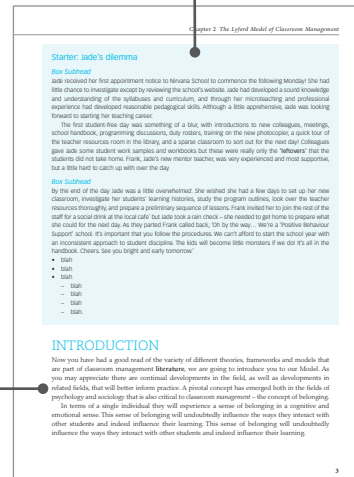 Chapter 2 The Lyford Model of Classroom Management
Starter: Jade's dilemma
Box Subhead
Jade received her first appointment notice to Nirvana School to commence the following Monday! She had
little chance to investigate except by reviewing the school's website. Jade had developed a sound knowledge
and understanding of the syllabuses and curriculum, and through her microteaching and professional
experience had developed reasonable pedagogical skills. Although a little apprehensive, Jade was looking
forward to starting her teaching career.
The first student-free day was something of a blur, with introductions to new colleagues, meetings,
school handbook, programming discussions, duty rosters, training on the new photocopier, a quick tour of
the teacher resources room in the library, and a sparse classroom to sort out for the next day! Colleagues
gave Jade some student work samples and workbooks but these were really only the 'leftovers' that the
students did not take home. Frank, Jade's new mentor teacher, was very experienced and most supportive,
but a little hard to catch up with over the day.
Box Subhead
By the end of the day Jade was a little overwhelmed. She wished she had a few days to set up her new
classroom, investigate her students' learning histories, study the program outlines, look over the teacher
resources thoroughly, and prepare a preliminary sequence of lessons. Frank invited her to join the rest of the
staff for a social drink at the local cafe' but Jade took a rain check – she needed to get home to prepare what
she could for the next day. As they parted Frank called back, 'Oh by the way… We're a 'Positive Behaviour
Support' school. It's important that you follow the procedures. We can't afford to start the school year with
an inconsistent approach to student discipline. The kids will become little monsters if we do! It's all in the
handbook. Cheers. See you bright and early tomorrow.'
• blah
• blah
• blah
– blah
– blah
– blah
– blah.
INTRODUCTION
Now you have had a good read of the variety of different theories, frameworks and models that
are part of classroom management literature, we are going to introduce you to our Model. As
you may appreciate there are continual developments in the field, as well as developments in
related fields, that will better inform practice. A pivotal concept has emerged both in the fields of
psychology and sociology that is also critical to classroom management – the concept of belonging.
In terms of a single individual they will experience a sense of belonging in a cognitive and
emotional sense. This sense of belonging will undoubtedly influence the ways they interact with
other students and indeed influence their learning. This sense of belonging will undoubtedly
influence the ways they interact with other students and indeed influence their learning.
3